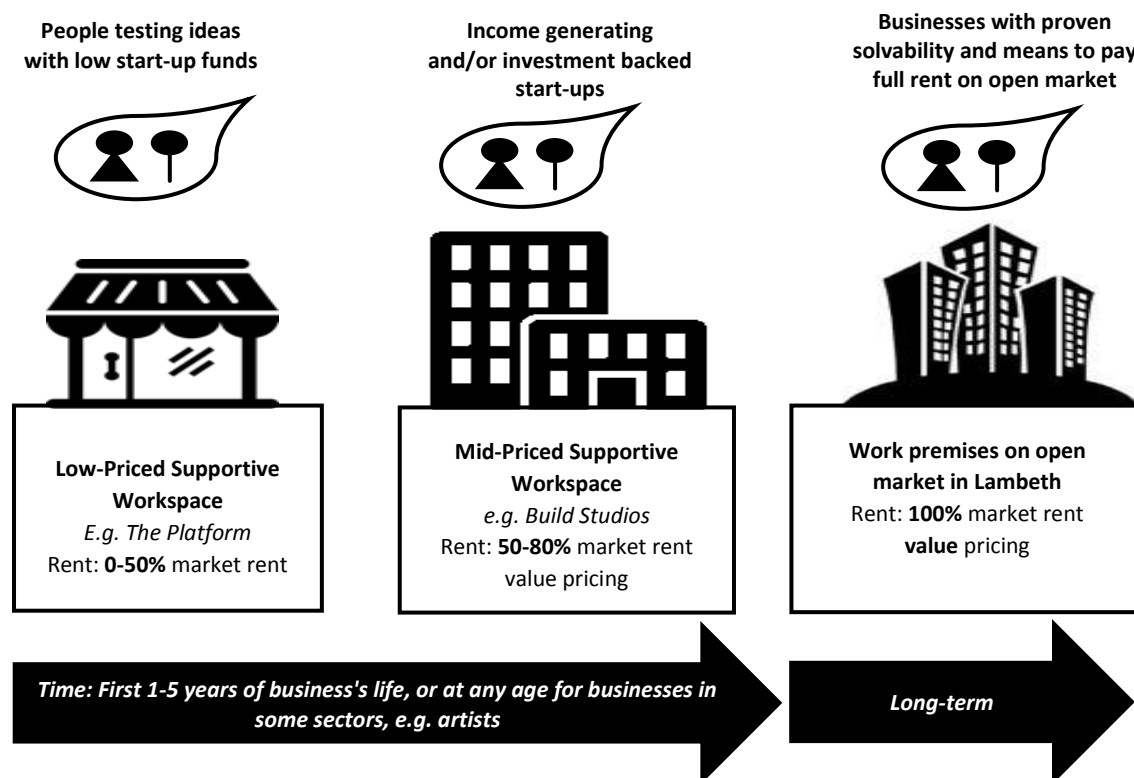 People testing ideas
with low start-up funds
Income generating
and/or investment backed
start-ups
Businesses with proven
solvability and means to pay
full rent on open market
Low-Priced Supportive
Workspace
E.g. The Platform
Rent: 0-50% market rent
Mid-Priced Supportive
Workspace
e.g. Build Studios
Rent: 50-80% market rent
value pricing
Work premises on open
market in Lambeth
Rent: 100% market rent
value pricing
Time: First 1-5 years of business's life, or at any age for businesses in
some sectors, e.g. artists
Long-term